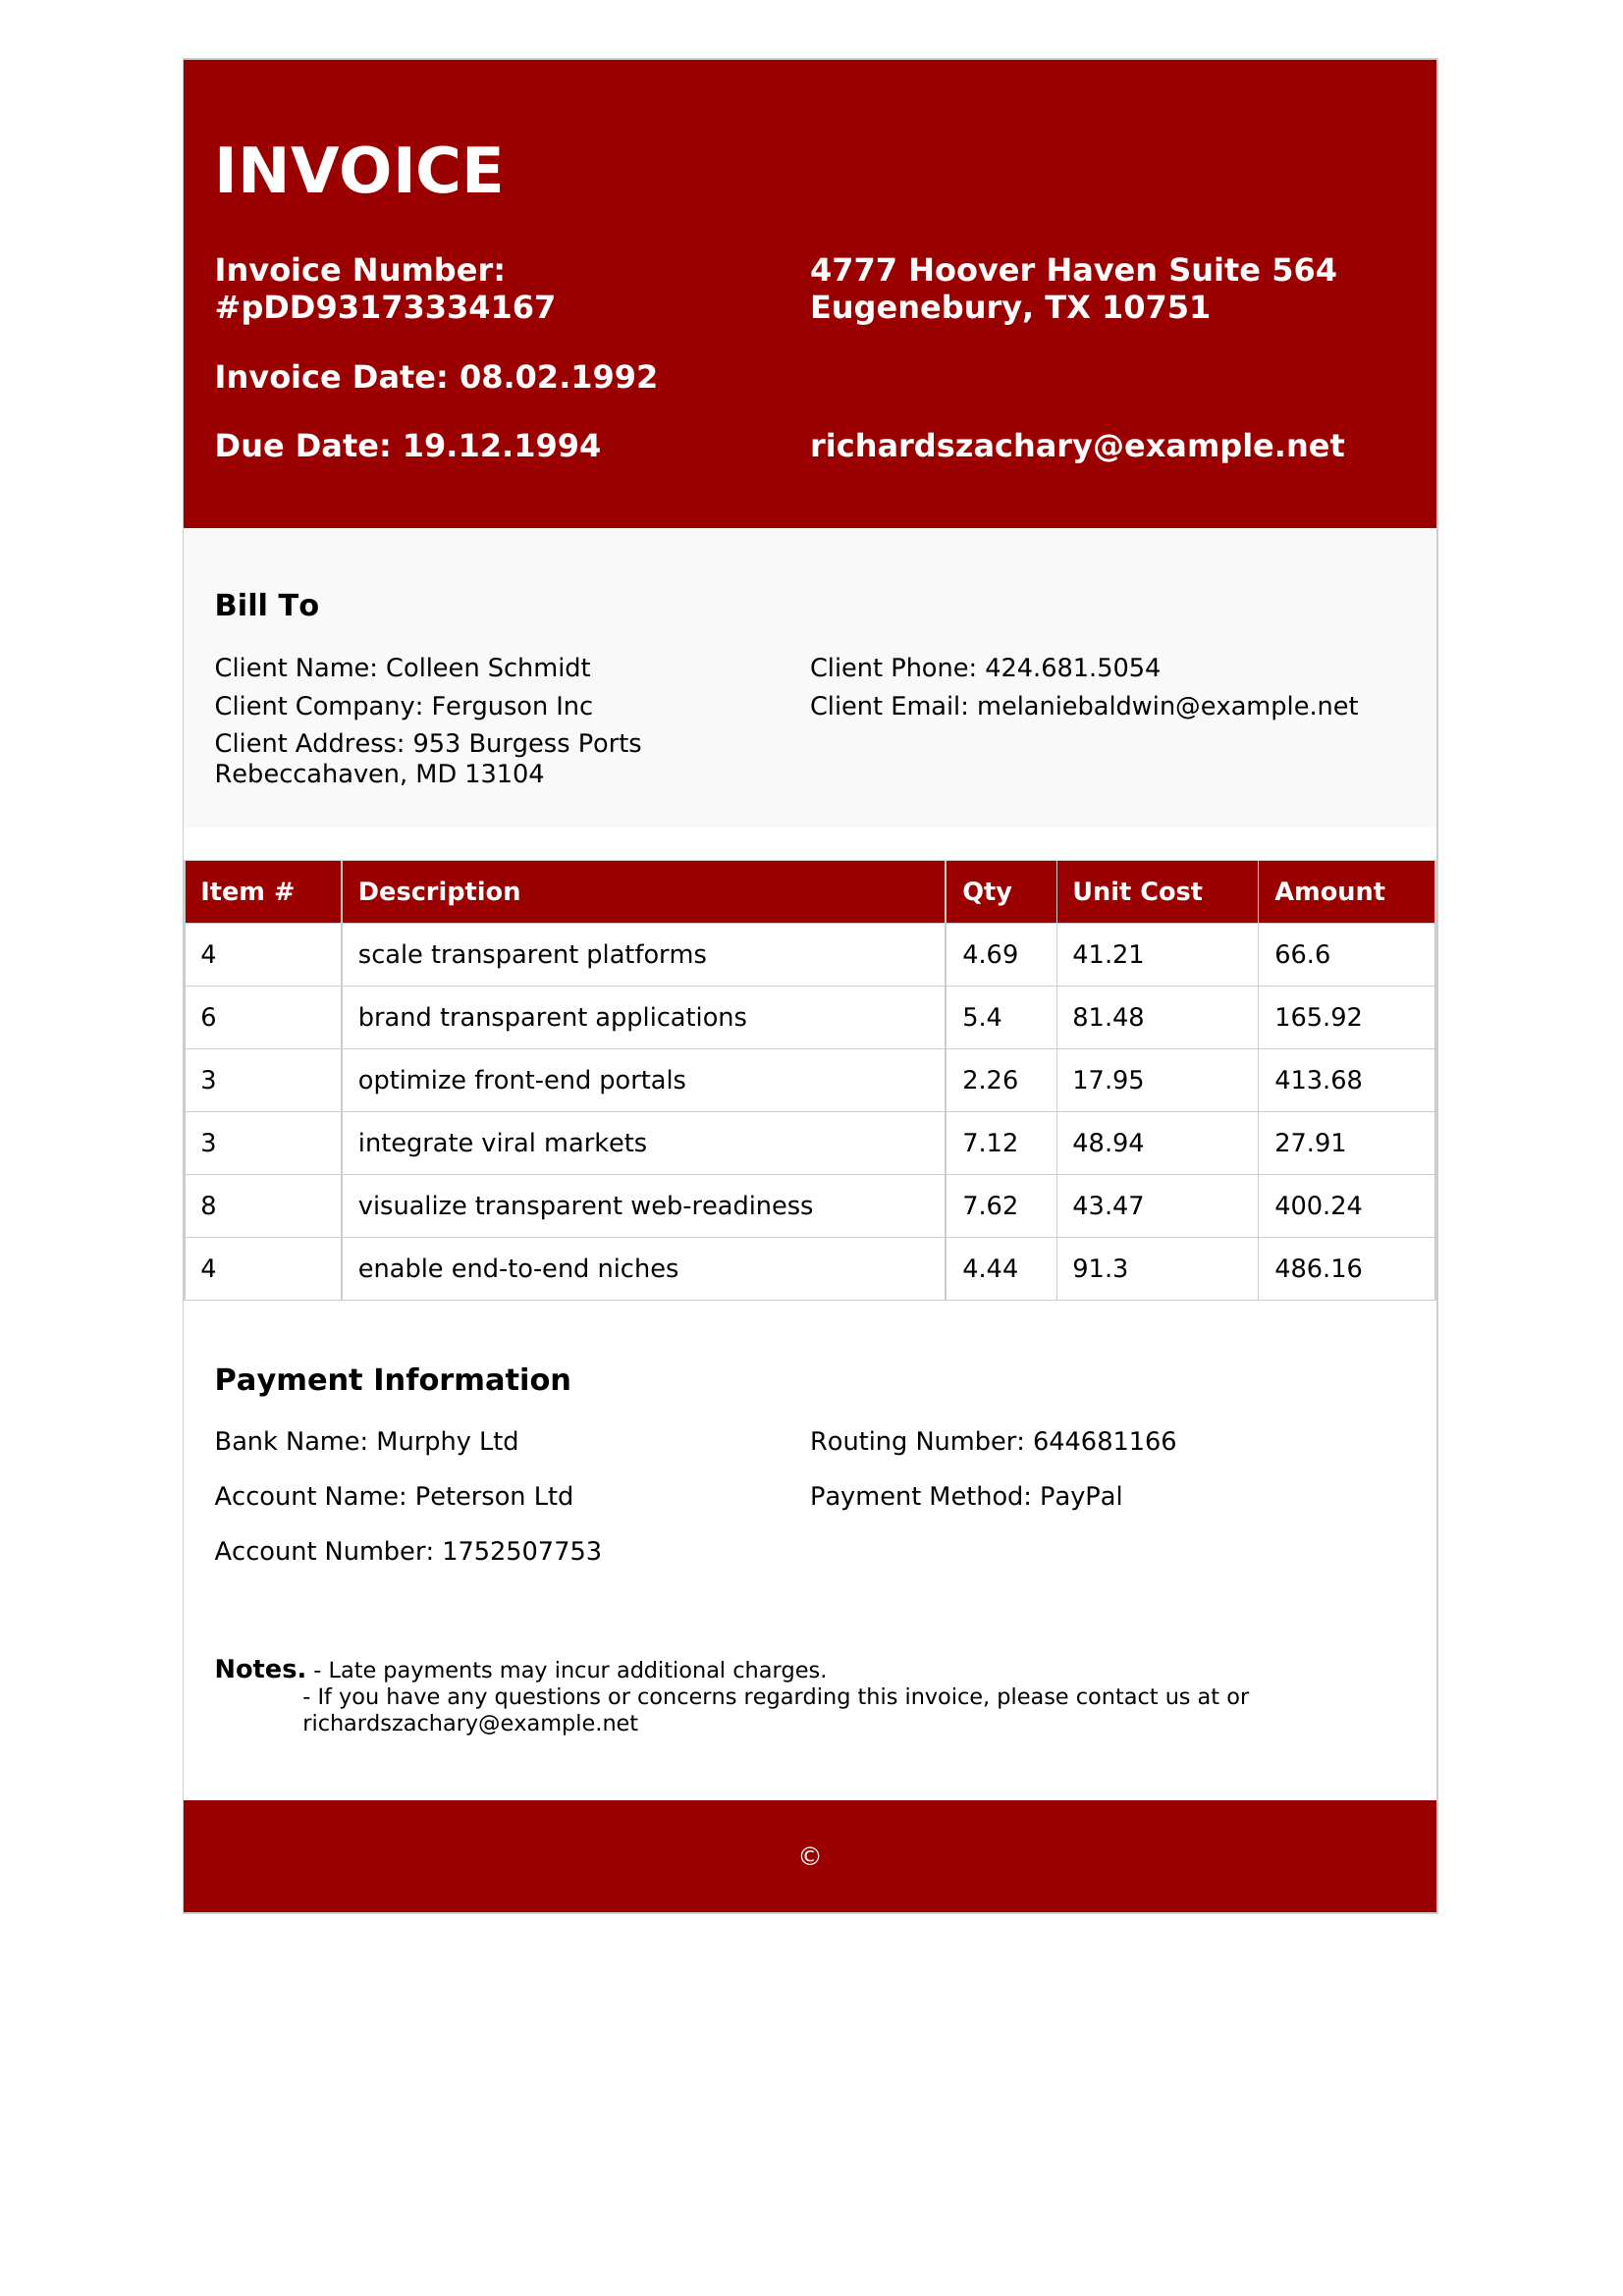 INVOICE
Invoice Number:
#pDD93173334167
Invoice Date: 08.02.1992
Due Date: 19.12.1994
4777 Hoover Haven Suite 564
Eugenebury, TX 10751
richardszachary@example.net
Bill To
Client Name: Colleen Schmidt
Client Company: Ferguson Inc
Client Address: 953 Burgess Ports
Rebeccahaven, MD 13104
Client Phone: 424.681.5054
Client Email: melaniebaldwin@example.net
Item # Description Qty Unit Cost Amount
4 scale transparent platforms 4.69 41.21 66.6
6 brand transparent applications 5.4 81.48 165.92
3 optimize front-end portals 2.26 17.95 413.68
3 integrate viral markets 7.12 48.94 27.91
8 visualize transparent web-readiness 7.62 43.47 400.24
4 enable end-to-end niches 4.44 91.3 486.16
Payment Information
Bank Name: Murphy Ltd
Account Name: Peterson Ltd
Account Number: 1752507753
Routing Number: 644681166
Payment Method: PayPal
Notes. - Late payments may incur additional charges.
- If you have any questions or concerns regarding this invoice, please contact us at or
richardszachary@example.net
©